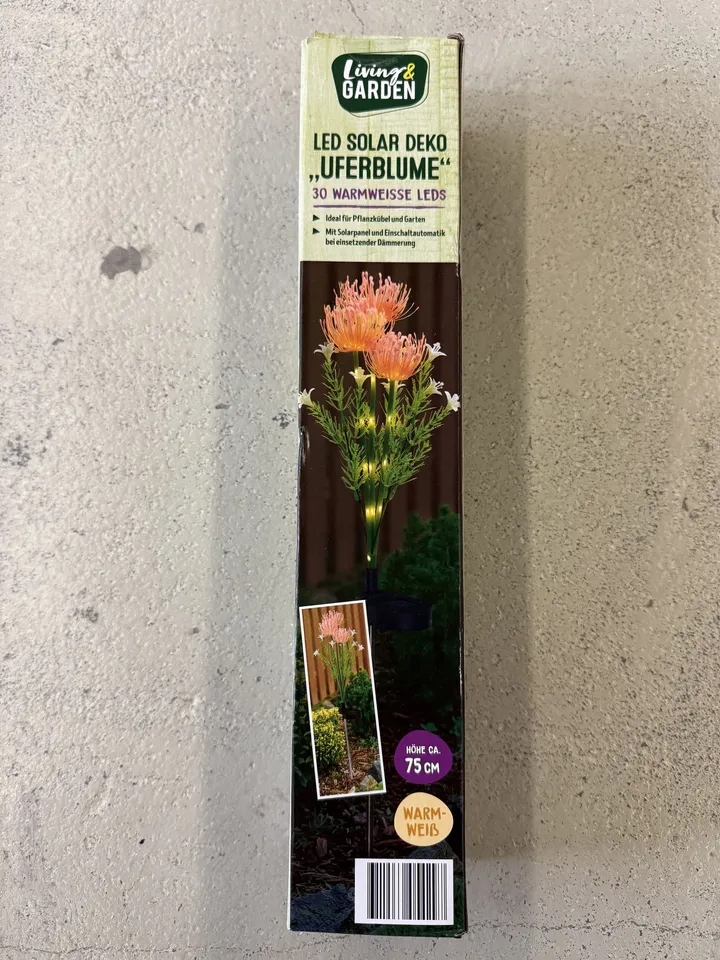 Living&
GARDEN
LED SOLAR DEKO
„UFERBLUME“
30 WARMWEISSE LEDS
Ideal für Pflanzkübel und Garten
Mit Solarpanel und Einschaltautomatik
bei einsetzender Dämmerung
HÖHE CA.
75 CM
WARM-
WEIß